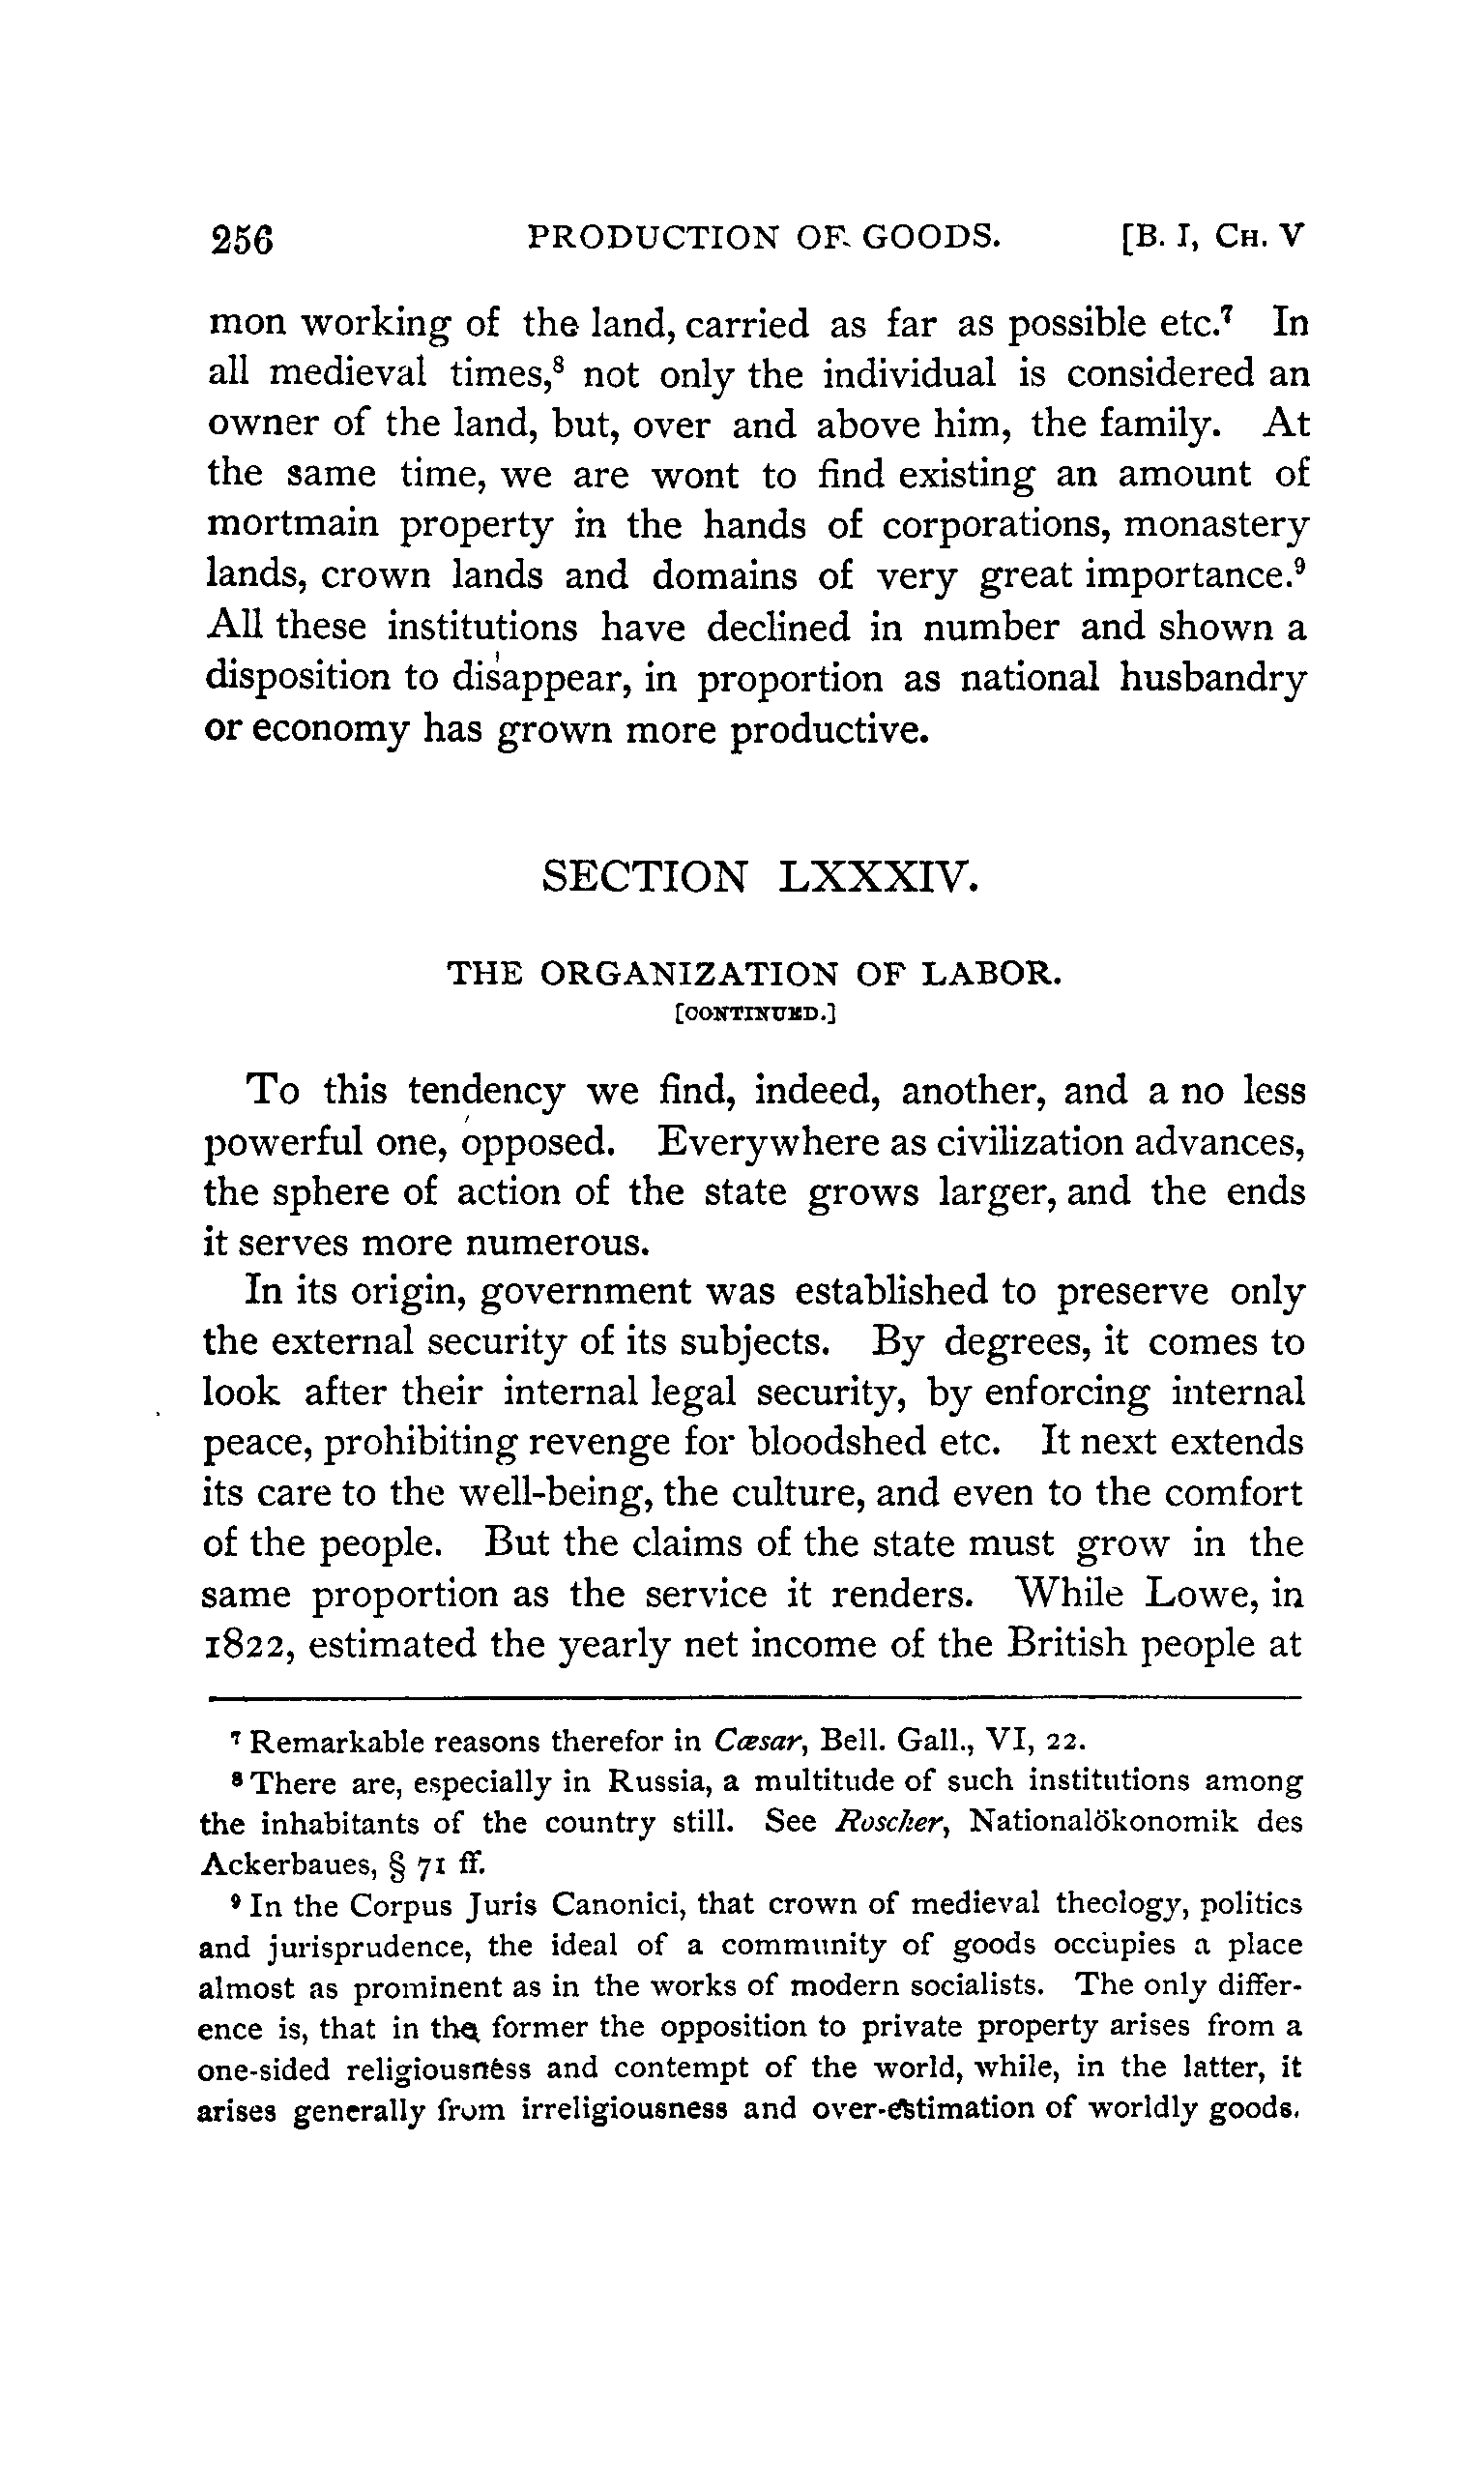 256 PRODUCTION OF GOODS. [B. I, CH. V
mon working of the land, carried as far as possible etc.⁷ In
all medieval times,⁸ not only the individual is considered an
owner of the land, but, over and above him, the family. At
the same time, we are wont to find existing an amount of
mortmain property in the hands of corporations, monastery
lands, crown lands and domains of very great importance.⁹
All these institutions have declined in number and shown a
disposition to disappear, in proportion as national husbandry
or economy has grown more productive.
SECTION LXXXIV.
THE ORGANIZATION OF LABOR.
[CONTINUED.]
To this tendency we find, indeed, another, and a no less
powerful one, opposed. Everywhere as civilization advances,
the sphere of action of the state grows larger, and the ends
it serves more numerous.
In its origin, government was established to preserve only
the external security of its subjects. By degrees, it comes to
look after their internal legal security, by enforcing internal
peace, prohibiting revenge for bloodshed etc. It next extends
its care to the well-being, the culture, and even to the comfort
of the people. But the claims of the state must grow in the
same proportion as the service it renders. While Lowe, in
1822, estimated the yearly net income of the British people at
⁷ Remarkable reasons therefor in Cæsar, Bell. Gall., VI, 22.
⁸ There are, especially in Russia, a multitude of such institutions among
the inhabitants of the country still. See Roscher, Nationalökonomik des
Ackerbaues, § 71 ff.
⁹ In the Corpus Juris Canonici, that crown of medieval theology, politics
and jurisprudence, the ideal of a community of goods occupies a place
almost as prominent as in the works of modern socialists. The only differ-
ence is, that in the former the opposition to private property arises from a
one-sided religiousness and contempt of the world, while, in the latter, it
arises generally from irreligiousness and over-estimation of worldly goods.